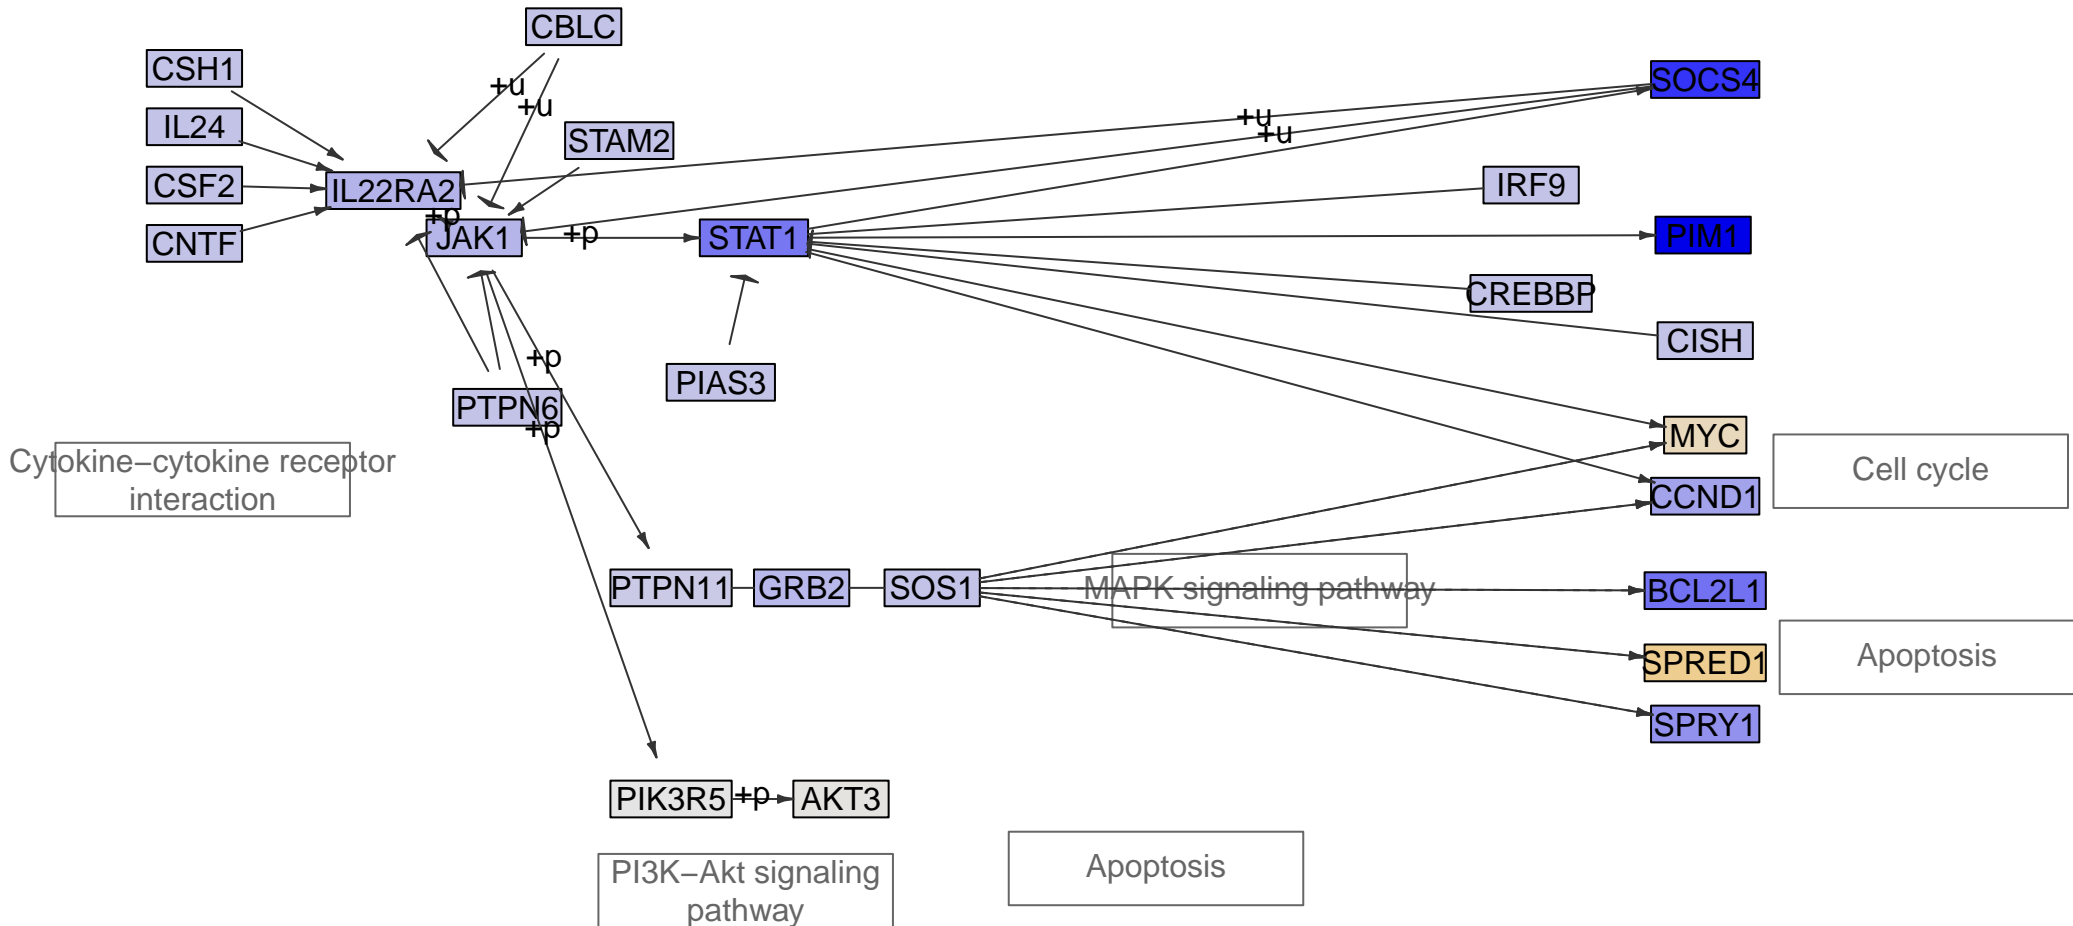 CBLC
CSH1
+u
SOCS4
+u
+u
IL24
+u
STAM2
CSF2
IL22RA2
IRF9
+p
CNTF
JAK1
+p
STAT1
PIM1
CREBBP
CISH
+p
PIAS3
PTPN6
+p
MYC
Cytokine–cytokine receptor
interaction
Cell cycle
CCND1
PTPN11
GRB2
SOS1
MAPK signaling pathway
BCL2L1
SPRED1
Apoptosis
SPRY1
PIK3R5
+p
AKT3
PI3K–Akt signaling
pathway
Apoptosis